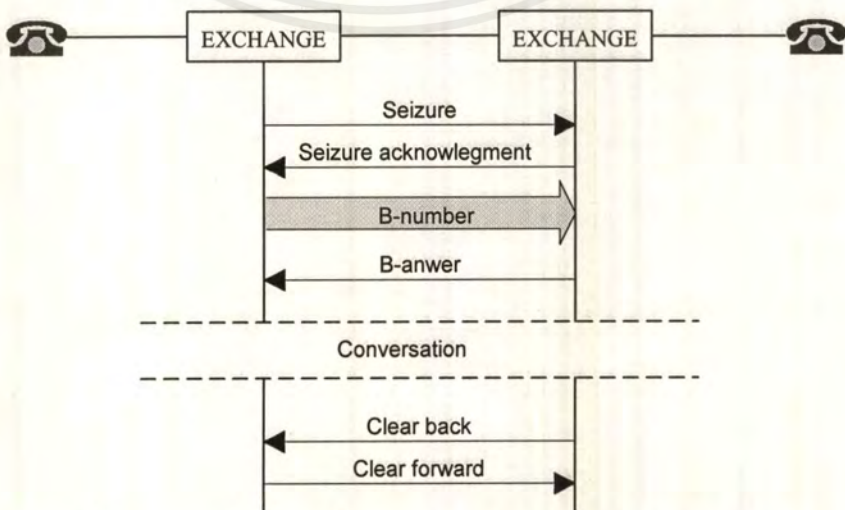 EXCHANGE
EXCHANGE
Seizure
Seizure acknowlegment
B-number
B-anwer
Conversation
Clear back
Clear forward